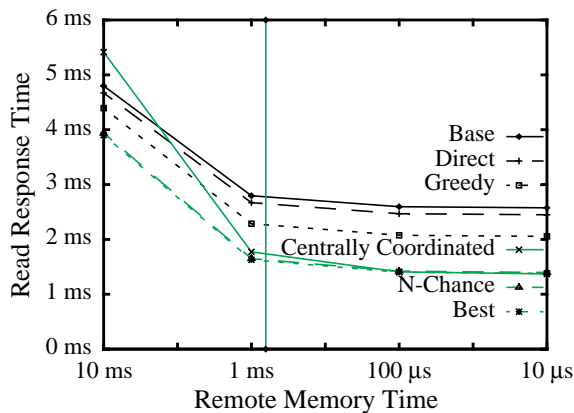 6 ms
5 ms
4 ms
3 ms
2 ms
1 ms
0 ms
Read Response Time
Base
Direct
Greedy
Centrally Coordinated
N-Chance
Best
10 ms
1 ms
100 μs
10 μs
Remote Memory Time